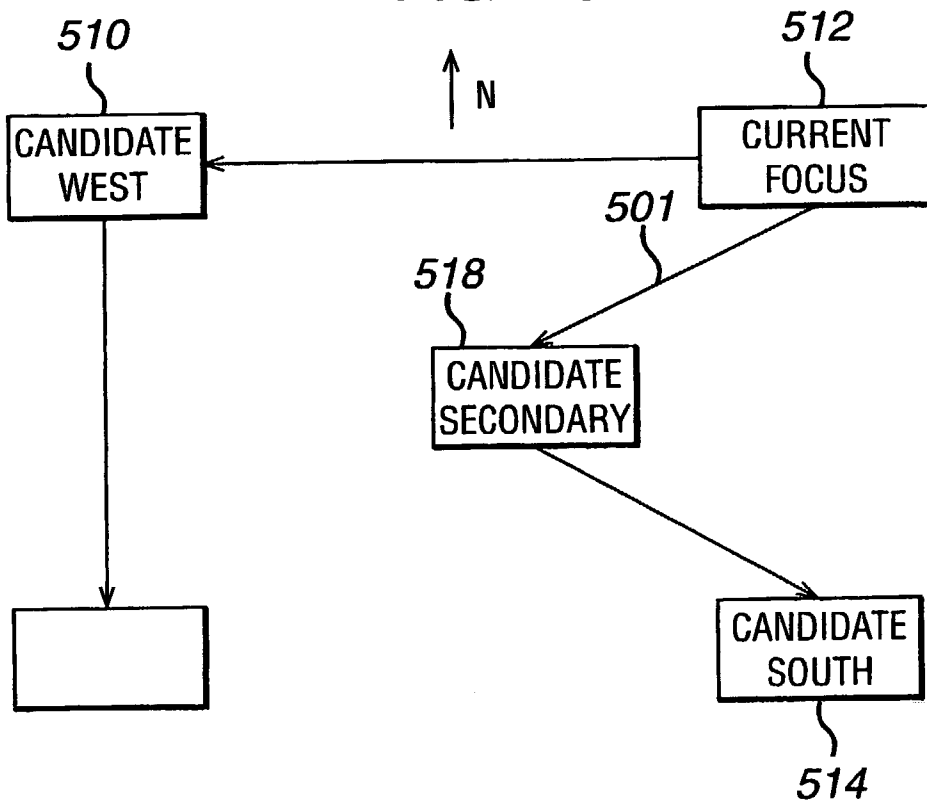 510
512
N
CANDIDATE
WEST
CURRENT
FOCUS
501
518
CANDIDATE
SECONDARY
CANDIDATE
SOUTH
514